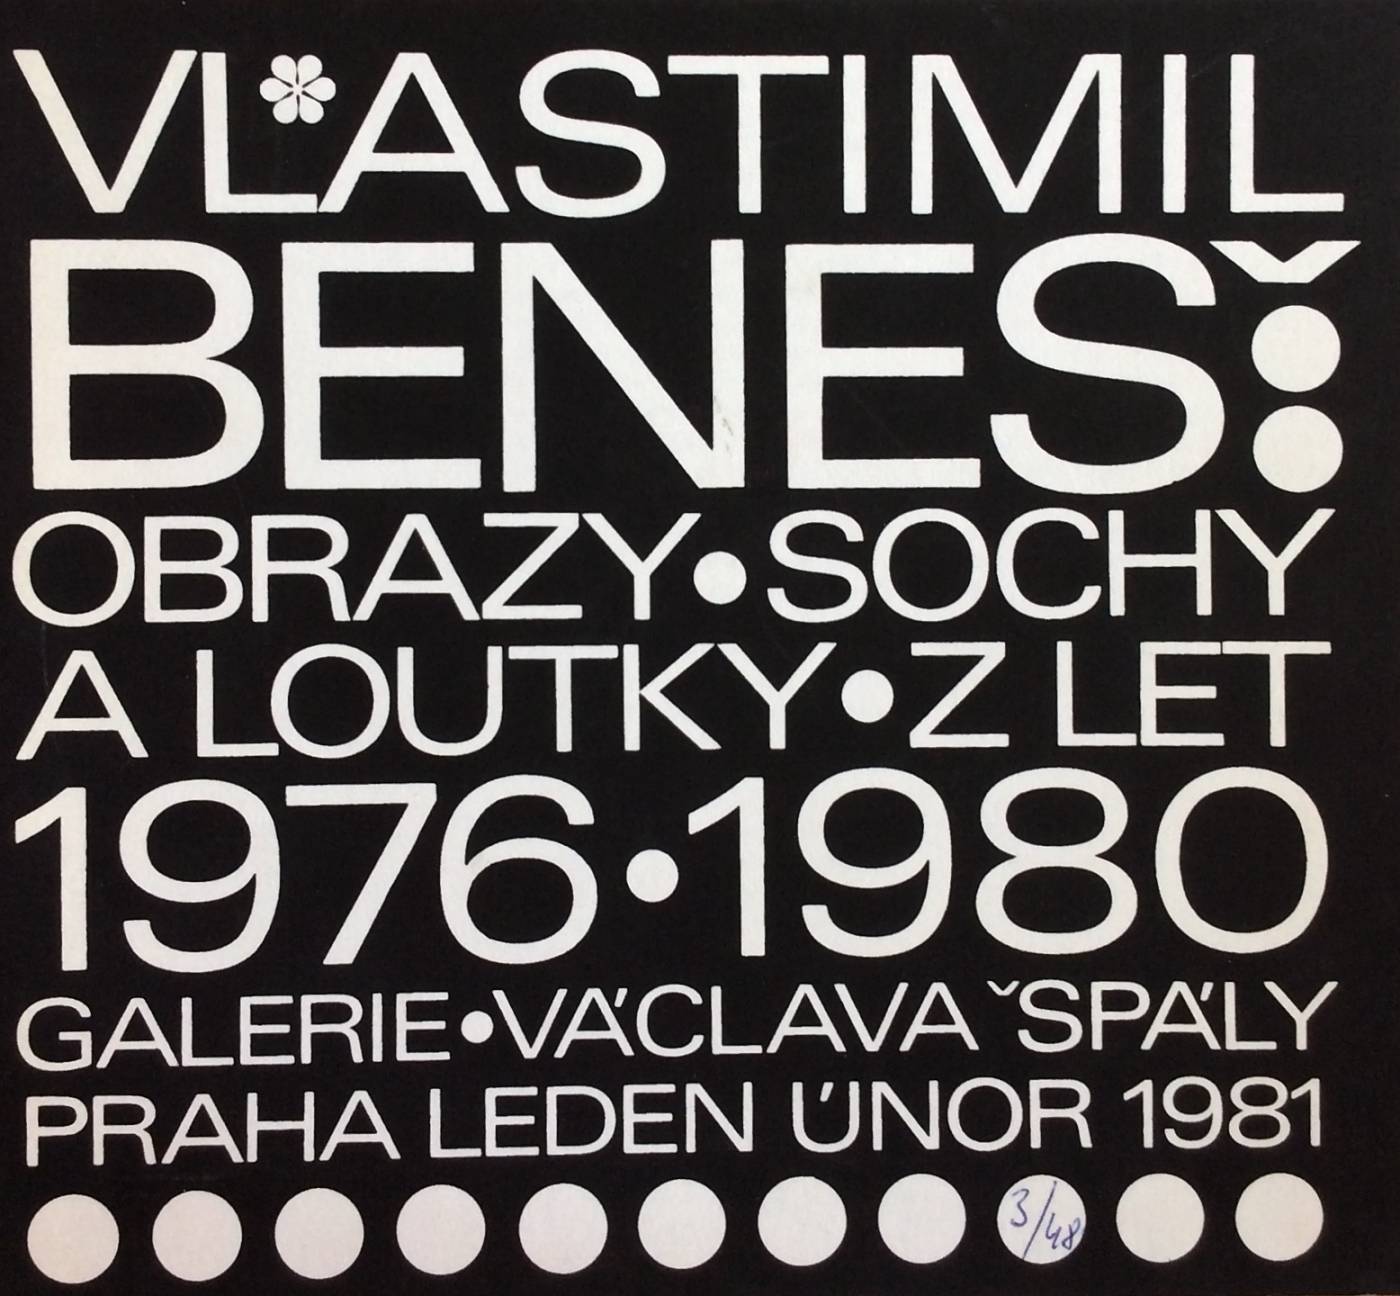 VLASTIMIL
BENEŠ:
OBRAZY•SOCHY
A LOUTKY•Z LET
1976•1980
GALERIE•VÁCLAVA ŠPÁLY
PRAHA LEDEN ÚNOR 1981
3/48